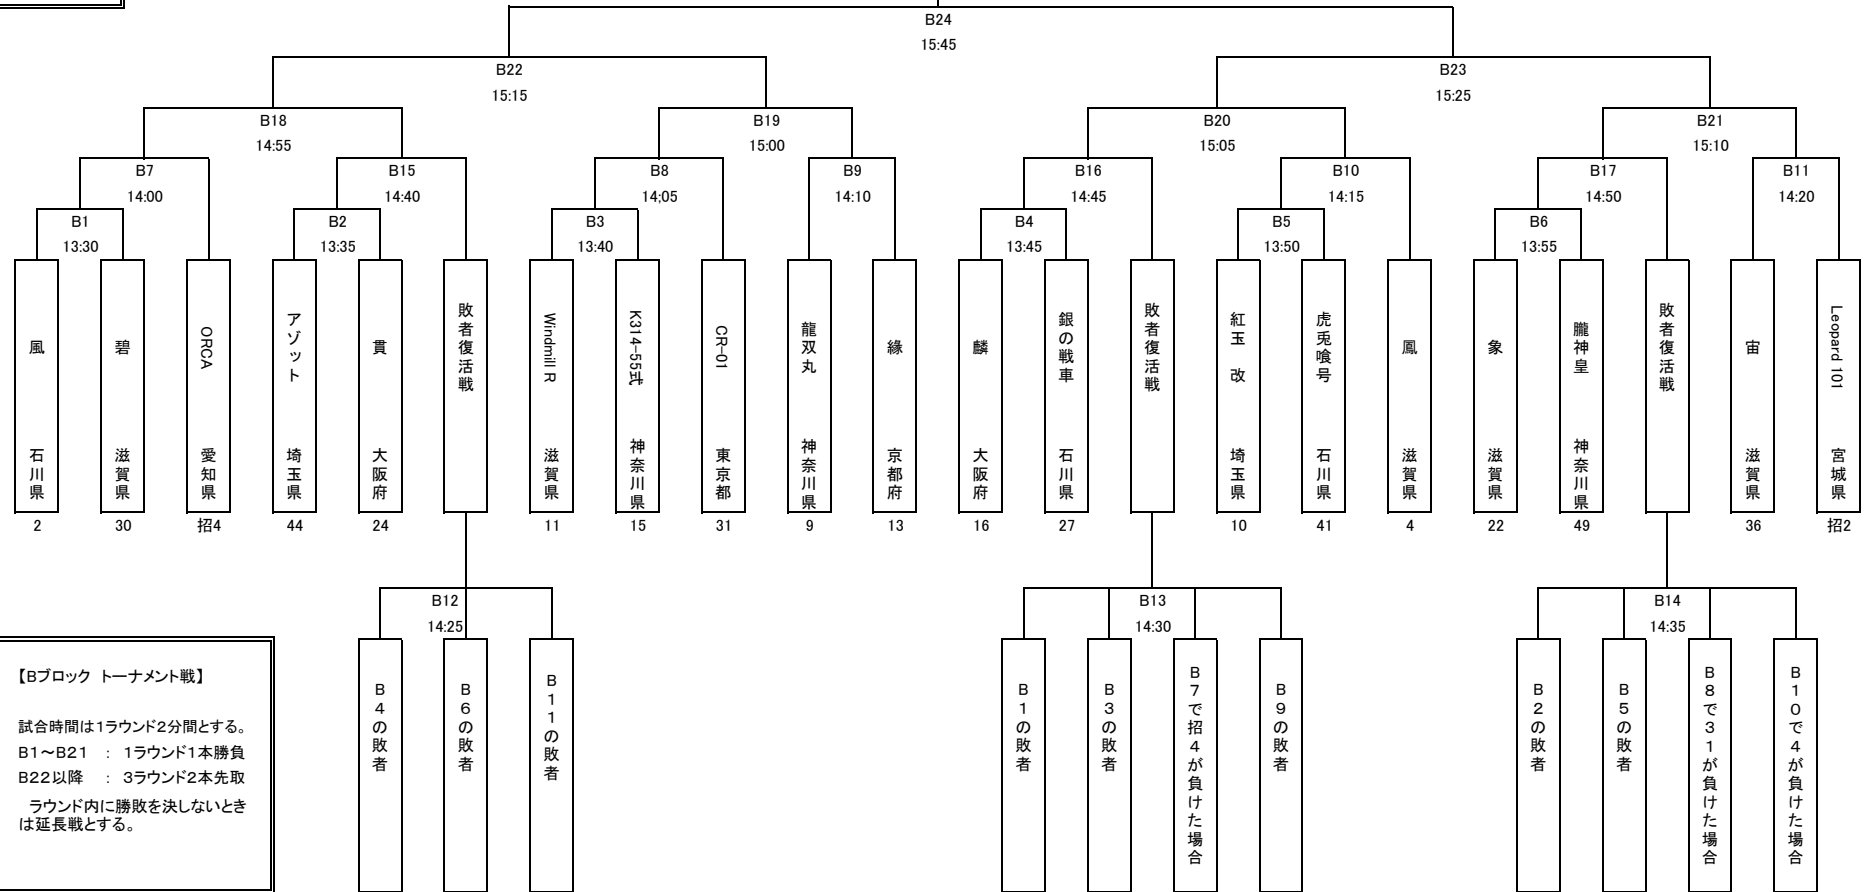 B24
15:45
B22
15:15
B23
15:25
B18
14:55
B19
15:00
B20
15:05
B21
15:10
B7
14:00
B15
14:40
B8
14;05
B9
14:10
B16
14:45
B10
14:15
B17
14:50
B11
14:20
B1
13:30
B2
13:35
B3
13:40
B4
13:45
B5
13:50
B6
13:55
風 石川県
2
碧 滋賀県
30
ORCA 愛知県
招4
アゾット 埼玉県
44
貫 大阪府
24
敗者復活戦
Windmill R 滋賀県
11
K314-55式 神奈川県
15
CR-01 東京都
31
龍双丸 神奈川県
9
緣 京都府
13
麟 大阪府
16
銀の戦車 石川県
27
敗者復活戦
紅玉 改 埼玉県
10
虎兎喰号 石川県
41
鳳 滋賀県
4
象 滋賀県
22
朧神皇 神奈川県
49
敗者復活戦
宙 滋賀県
36
Leopard 101 宮城県
招2
B12
14:25
B13
14:30
B14
14:35
B4の敗者
B6の敗者
B11の敗者
B1の敗者
B3の敗者
B7で招4が負けた場合
B9の敗者
B2の敗者
B5の敗者
B8で31が負けた場合
B10で4が負けた場合
【Bブロック トーナメント戦】
試合時間は1ラウンド2分間とする。
B1~B21 : 1ラウンド1本勝負
B22以降 : 3ラウンド2本先取
ラウンド内に勝敗を決しないとき
は延長戦とする。